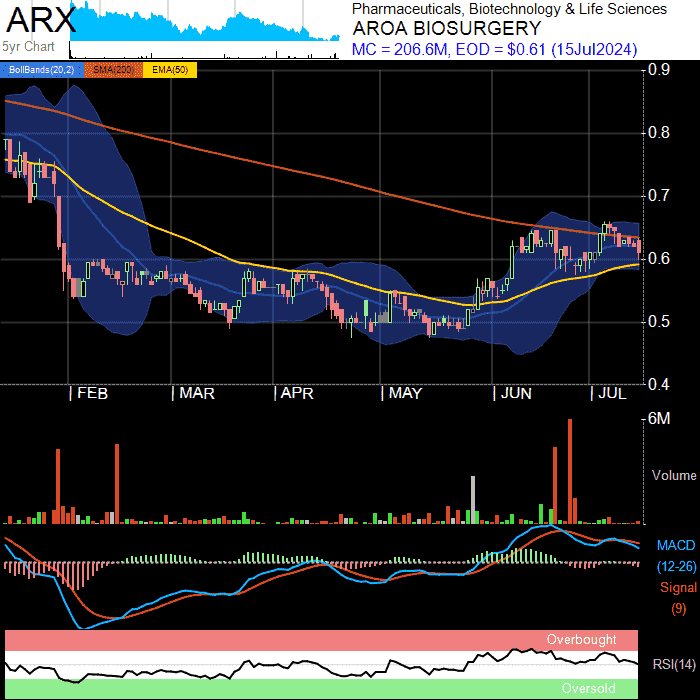 ARX
5yr Chart
Pharmaceuticals, Biotechnology & Life Sciences
AROA BIOSURGERY
MC = 206.6M, EOD = $0.61 (15Jul2024)
BollBands(20,2) SMA(200) EMA(50)
0.9
0.8
0.7
0.6
0.5
0.4
FEB MAR APR MAY JUN JUL
6M
Volume
MACD
(12-26)
Signal
(9)
Overbought
RSI(14)
Oversold